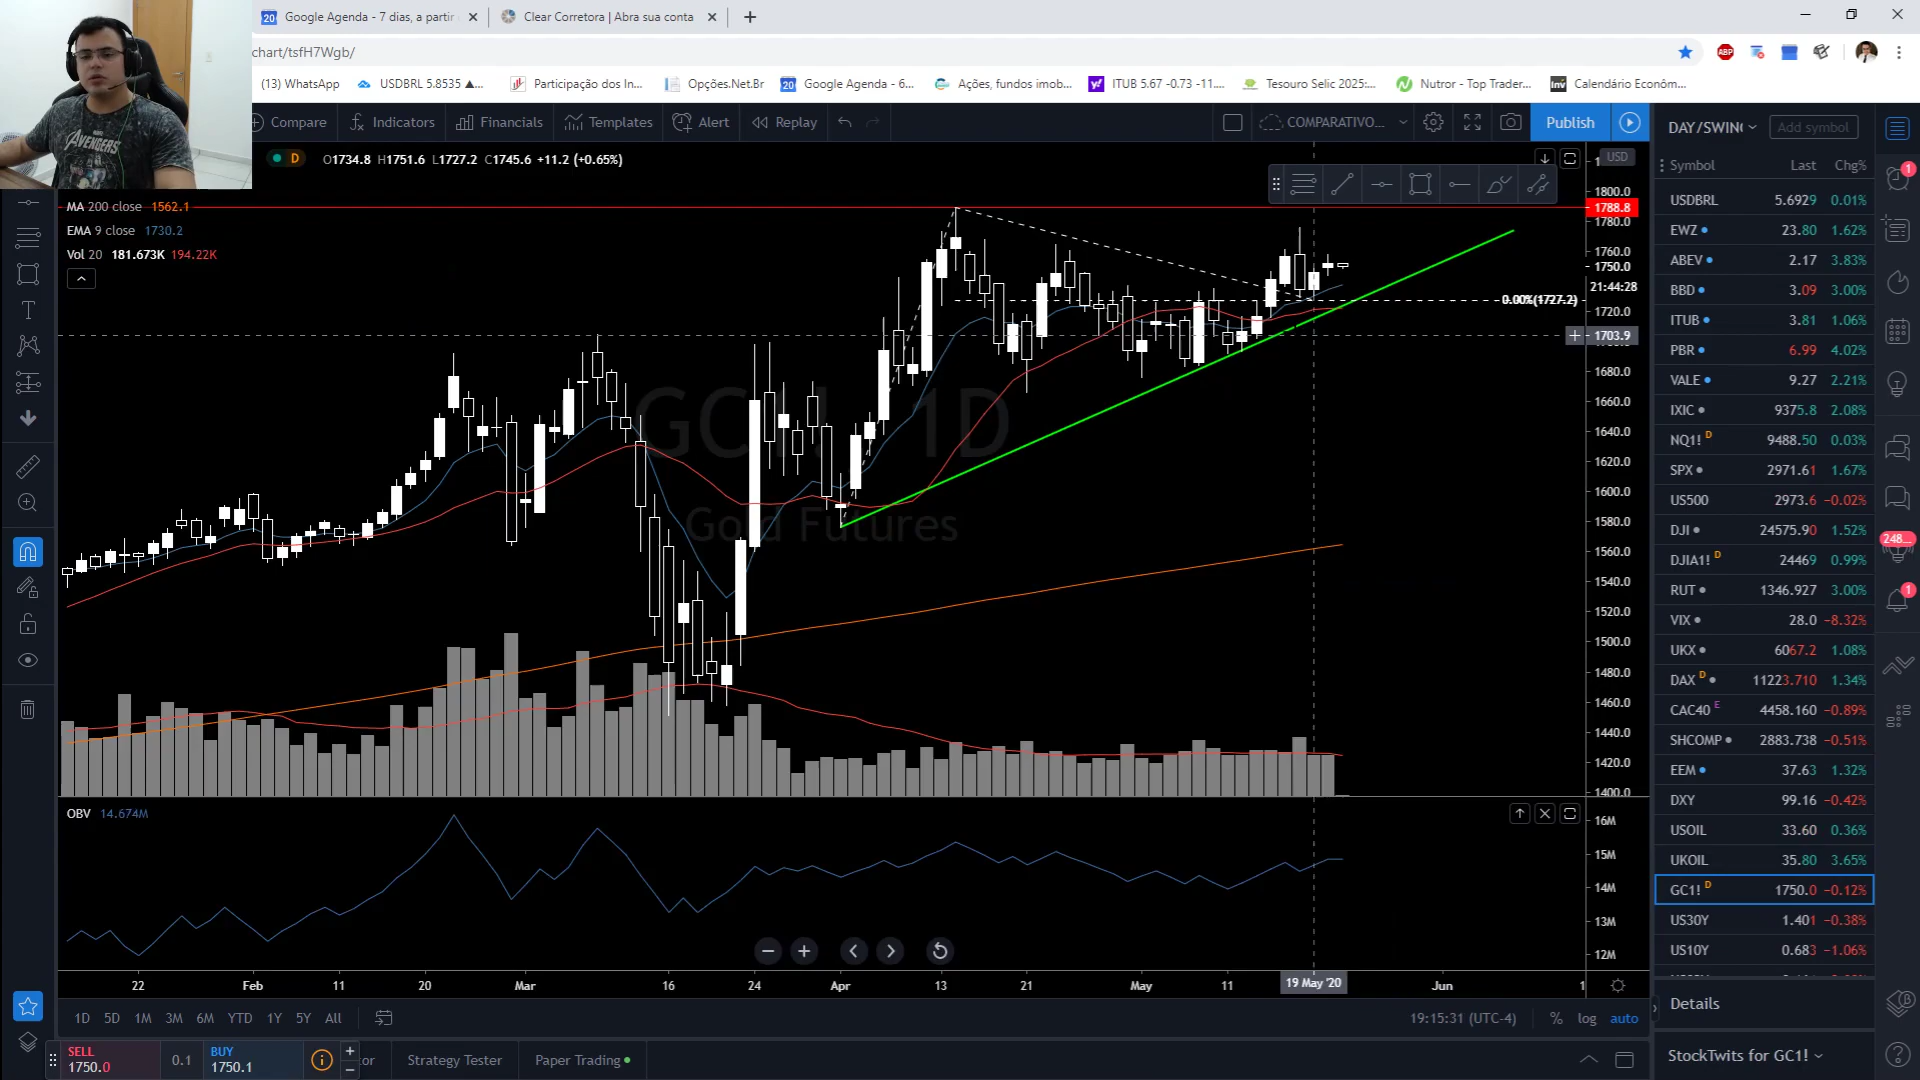 Google Agenda - 7 dias, a partir
Clear Corretora | Abra sua conta
chart/tsfH7Wgb/
ABP
(13) WhatsApp
USDBRL 5.8535 ▲...
Participação dos In...
Opções.Net.Br
Google Agenda - 6...
Ações, fundos imob...
ITUB 5.67 -0.73 -11....
Tesouro Selic 2025:...
Nutror - Top Trader...
Calendário Econôm...
Compare
Indicators
Financials
Templates
Alert
Replay
COMPARATIVO...
Publish
DAY/SWIN
Add symbol
D
O1734.8 H1751.6 L1727.2 C1745.6 +11.2 (+0.65%)
MA 200 close 1562.1
EMA 9 close 1730.2
Vol 20 181.673K 194.22K
AVENGERS
GC1!, 1D
Gold Futures
0.00%(1727.2)
USD
1800.0
1788.8
1780.0
1760.0
1750.0
21:44:28
1720.0
1703.9
1680.0
1660.0
1640.0
1620.0
1600.0
1580.0
1560.0
1540.0
1520.0
1500.0
1480.0
1460.0
1440.0
1420.0
1400.0
OBV 14.674M
16M
15M
14M
13M
12M
22
Feb
11
20
Mar
16
24
Apr
13
21
May
11
19 May '20
Jun
1
1D 5D 1M 3M 6M YTD 1Y 5Y All
19:15:31 (UTC-4)
%
log
auto
SELL
1750.0
0.1
BUY
1750.1
or
Strategy Tester
Paper Trading
Symbol Last Chg%
USDBRL 5.6929 0.01%
EWZ 23.80 1.62%
ABEV 2.17 3.83%
BBD 3.09 3.00%
ITUB 3.81 1.06%
PBR 6.99 4.02%
VALE 9.27 2.21%
IXIC 9375.8 2.08%
NQ1! D 9488.50 0.03%
SPX 2971.61 1.67%
US500 2973.6 −0.02%
DJI 24575.90 1.52%
DJIA1! D 24469 0.99%
RUT 1346.927 3.00%
VIX 28.0 −8.32%
UKX 6067.2 1.08%
DAX D 11223.710 1.34%
CAC40 E 4458.160 −0.89%
SHCOMP 2883.738 −0.51%
EEM 37.63 1.32%
DXY 99.16 −0.42%
USOIL 33.60 0.36%
UKOIL 35.80 3.65%
GC1! D 1750.0 −0.12%
US30Y 1.401 −0.38%
US10Y 0.683 −1.06%
Details
StockTwits for GC1!
1
248
1